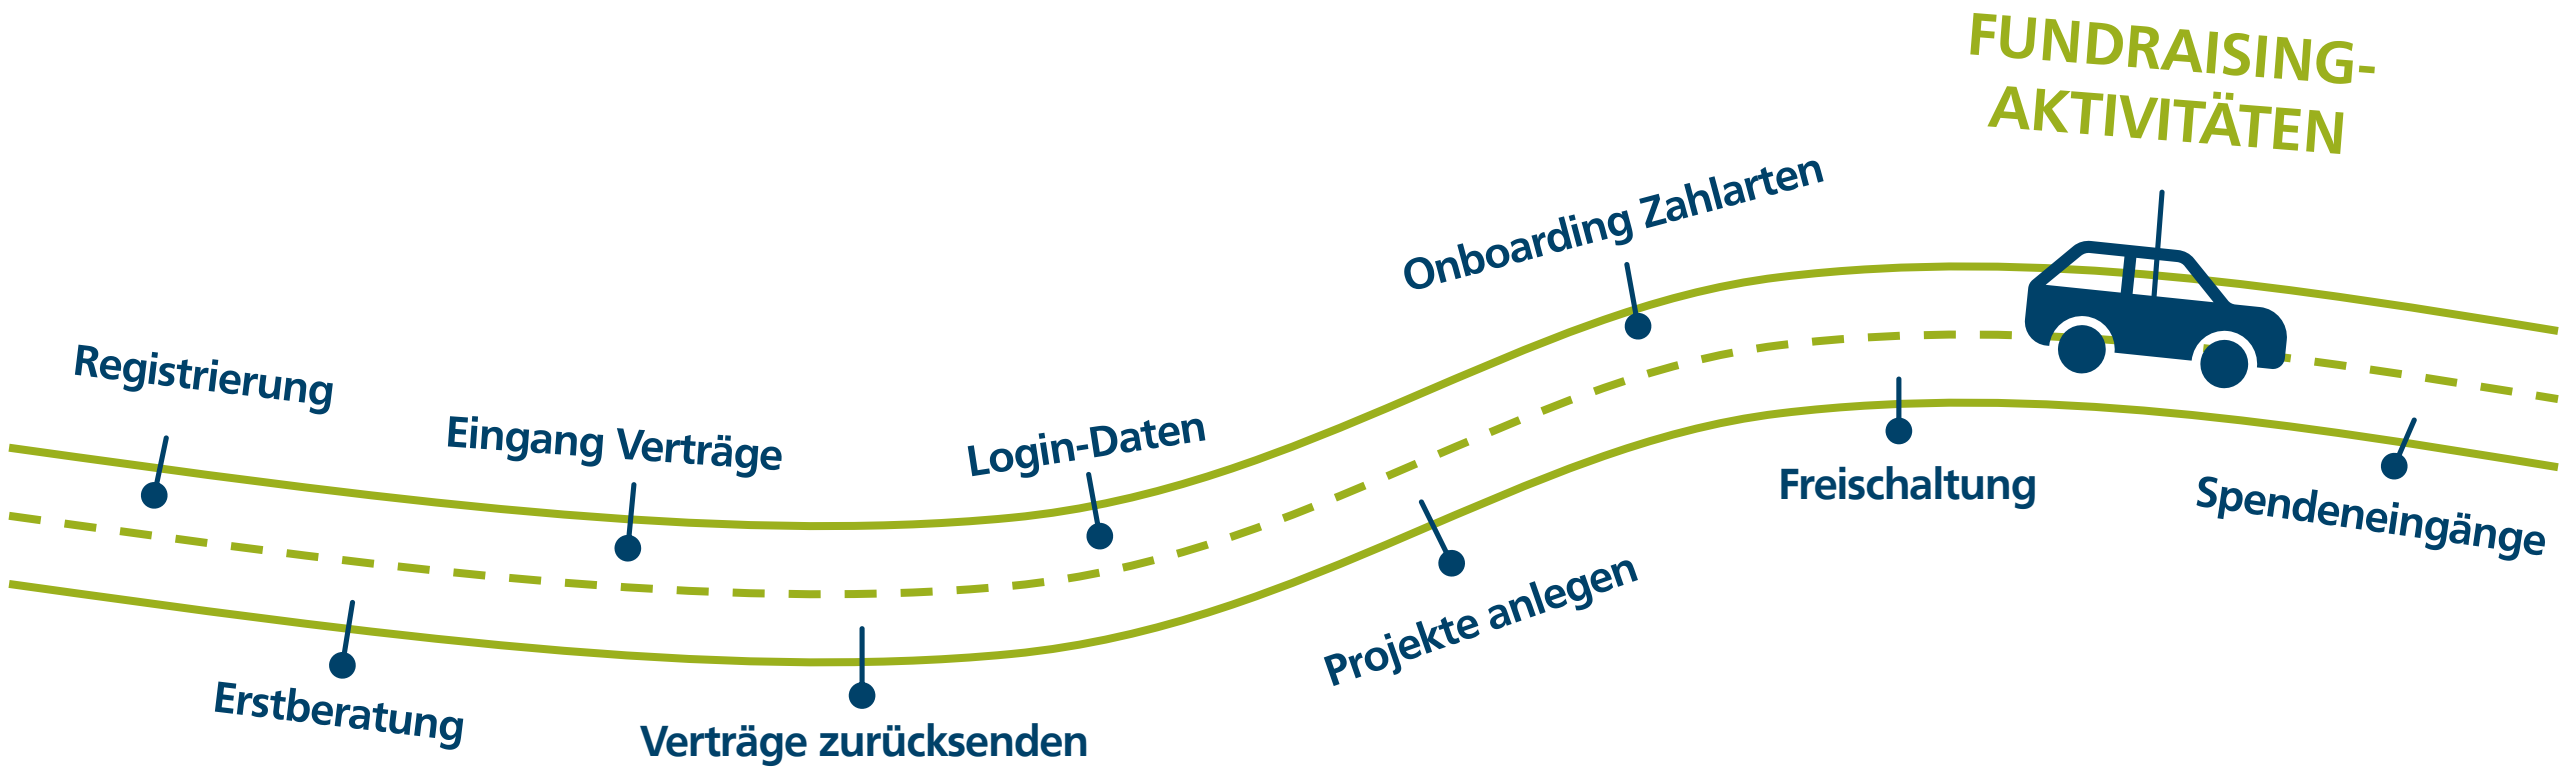 Registrierung
Erstberatung
Eingang Verträge
Verträge zurücksenden
Login-Daten
Projekte anlegen
Onboarding Zahlarten
Freischaltung
FUNDRAISING-
AKTIVITÄTEN
Spendeneingänge